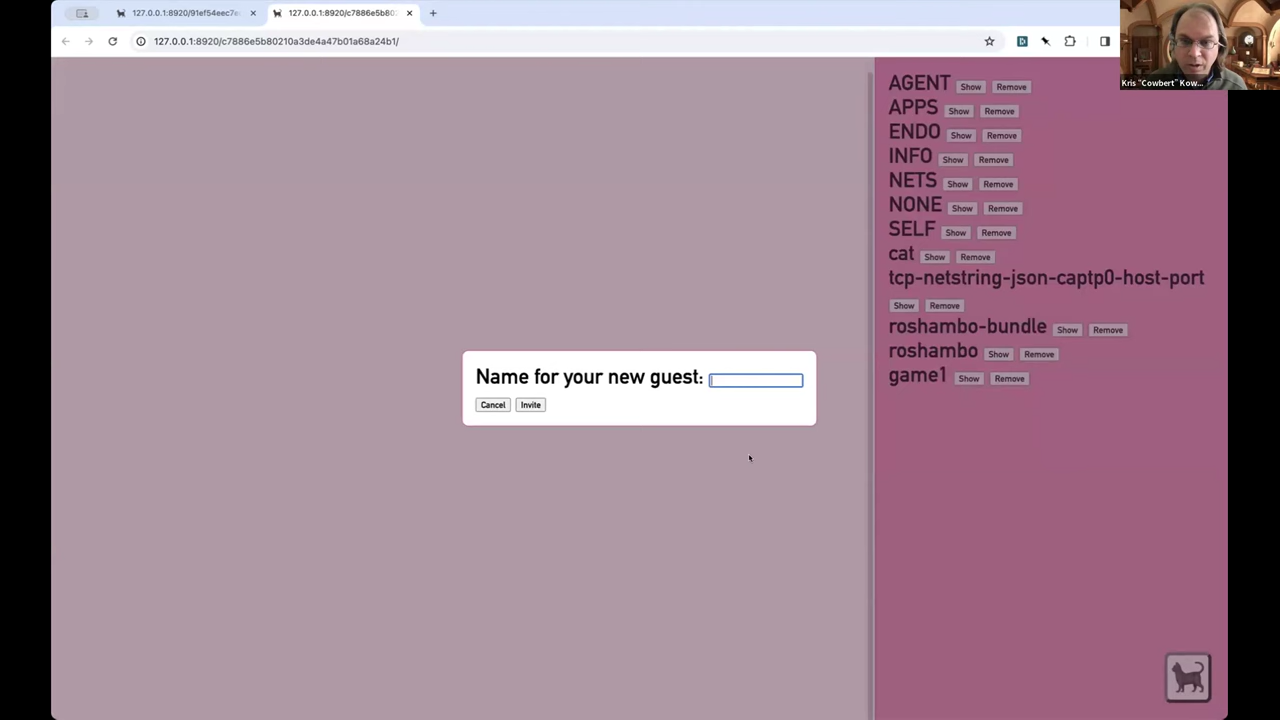 127.0.0.1:8920/91ef54eec7e
127.0.0.1:8920/c7886e5b80
127.0.0.1:8920/c7886e5b80210a3de4a47b01a68a24b1/
Kris "Cowbert" Kow...
AGENT Show Remove
APPS Show Remove
ENDO Show Remove
INFO Show Remove
NETS Show Remove
NONE Show Remove
SELF Show Remove
cat Show Remove
tcp-netstring-json-captp0-host-port
Show Remove
roshambo-bundle Show Remove
roshambo Show Remove
game1 Show Remove
Name for your new guest:
Cancel Invite